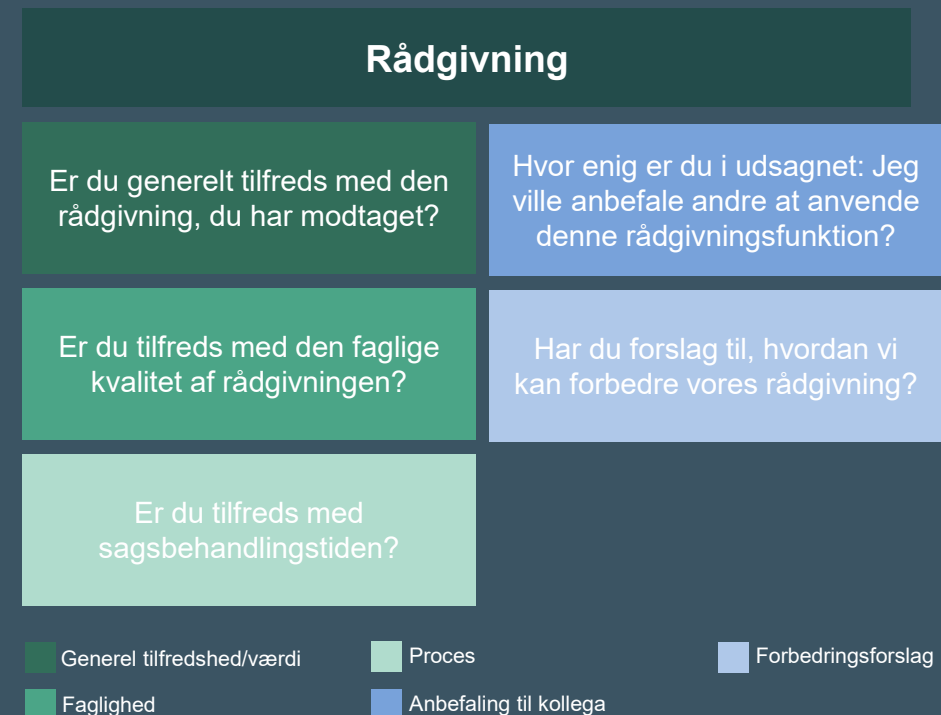 Rådgivning
Er du generelt tilfreds med den
rådgivning, du har modtaget?
Hvor enig er du i udsagnet: Jeg
ville anbefale andre at anvende
denne rådgivningsfunktion?
Er du tilfreds med den faglige
kvalitet af rådgivningen?
Har du forslag til, hvordan vi
kan forbedre vores rådgivning?
Er du tilfreds med
sagsbehandlingstiden?
Generel tilfredshed/værdi
Proces
Forbedringsforslag
Faglighed
Anbefaling til kollega